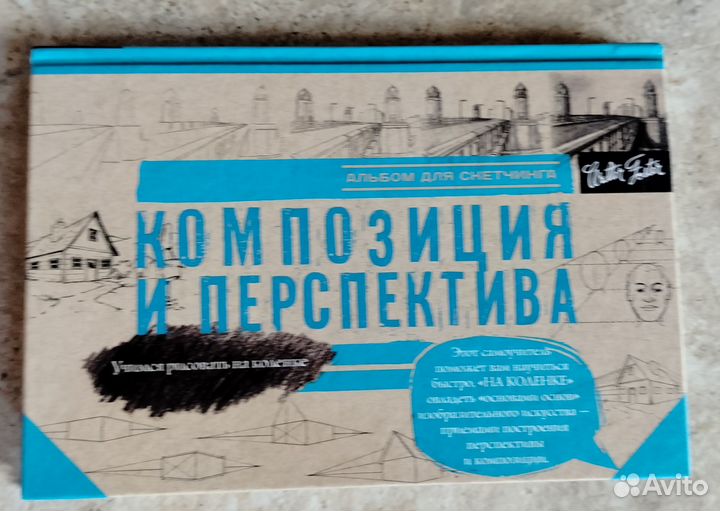 АЛЬБОМ ДЛЯ СКЕТЧИНГА
Walter Foster
КОМПОЗИЦИЯ
И ПЕРСПЕКТИВА
Учимся рисовать на коленке
Этот самоучитель
поможет вам научиться
быстро, «НА КОЛЕНКЕ»
овладеть «основами основ»
изобразительного искусства –
приемами построения
перспективы
и композиции.
Avito